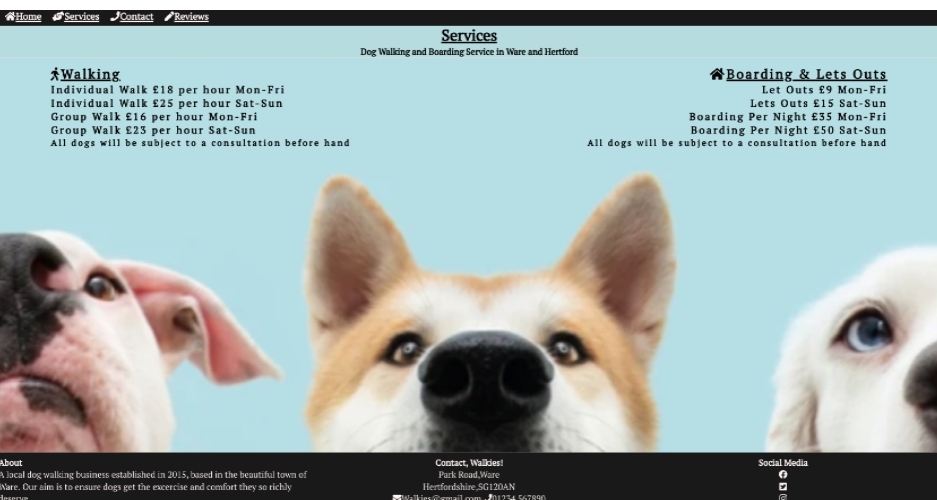 Home Services Contact Reviews
Services
Dog Walking and Boarding Service in Ware and Hertford
Walking
Individual Walk £18 per hour Mon-Fri
Individual Walk £25 per hour Sat-Sun
Group Walk £16 per hour Mon-Fri
Group Walk £23 per hour Sat-Sun
All dogs will be subject to a consultation before hand
Boarding & Lets Outs
Let Outs £9 Mon-Fri
Lets Outs £15 Sat-Sun
Boarding Per Night £35 Mon-Fri
Boarding Per Night £50 Sat-Sun
All dogs will be subject to a consultation before hand
About
A local dog walking business established in 2015, based in the beautiful town of
Ware. Our aim is to ensure dogs get the excercise and comfort they so richly
deserve
Contact, Walkies!
Park Road,Ware
Hertfordshire,SG120AN
Walkies@gmail.com - 01234 567890
Social Media